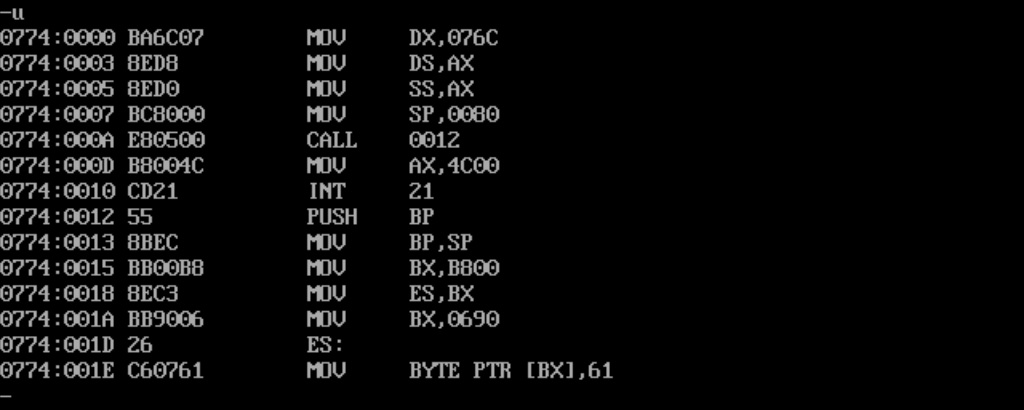 -u
0774:0000 BA6C07 MOV DX,076C
0774:0003 8ED8 MOV DS,AX
0774:0005 8ED0 MOV SS,AX
0774:0007 BC8000 MOV SP,0080
0774:000A E80500 CALL 0012
0774:000D B8004C MOV AX,4C00
0774:0010 CD21 INT 21
0774:0012 55 PUSH BP
0774:0013 8BEC MOV BP,SP
0774:0015 BB00B8 MOV BX,B800
0774:0018 8EC3 MOV ES,BX
0774:001A BB9006 MOV BX,0690
0774:001D 26 ES:
0774:001E C60761 MOV BYTE PTR [BX],61
-